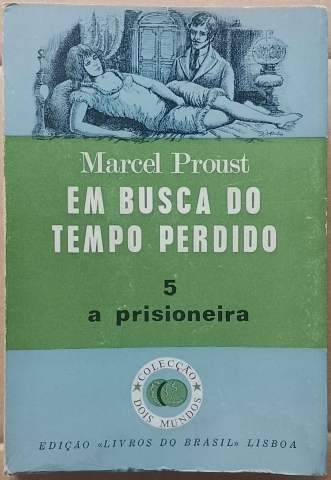 Marcel Proust
EM BUSCA DO
TEMPO PERDIDO
5
a prisioneira
COLECÇÃO
DOIS MUNDOS
EDIÇÃO «LIVROS DO BRASIL» LISBOA